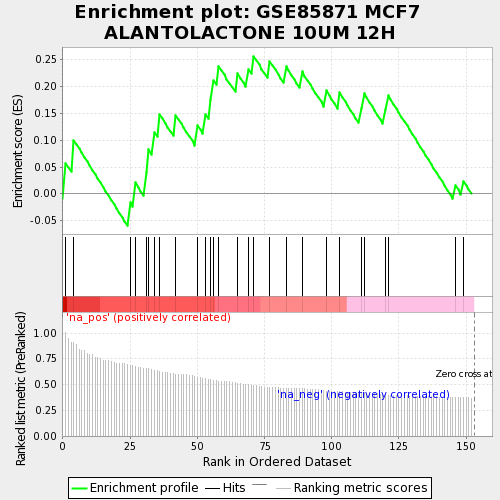 Enrichment plot: GSE85871 MCF7
ALANTOLACTONE 10UM 12H
Enrichment score (ES)
0.25
0.20
0.15
0.10
0.05
0.00
-0.05
'na_pos' (positively correlated)
Ranked list metric (PreRanked)
1.00
0.75
0.50
0.25
0.00
Zero cross at
'na_neg' (negatively correlated)
0 25 50 75 100 125 150
Rank in Ordered Dataset
Enrichment profile Hits Ranking metric scores